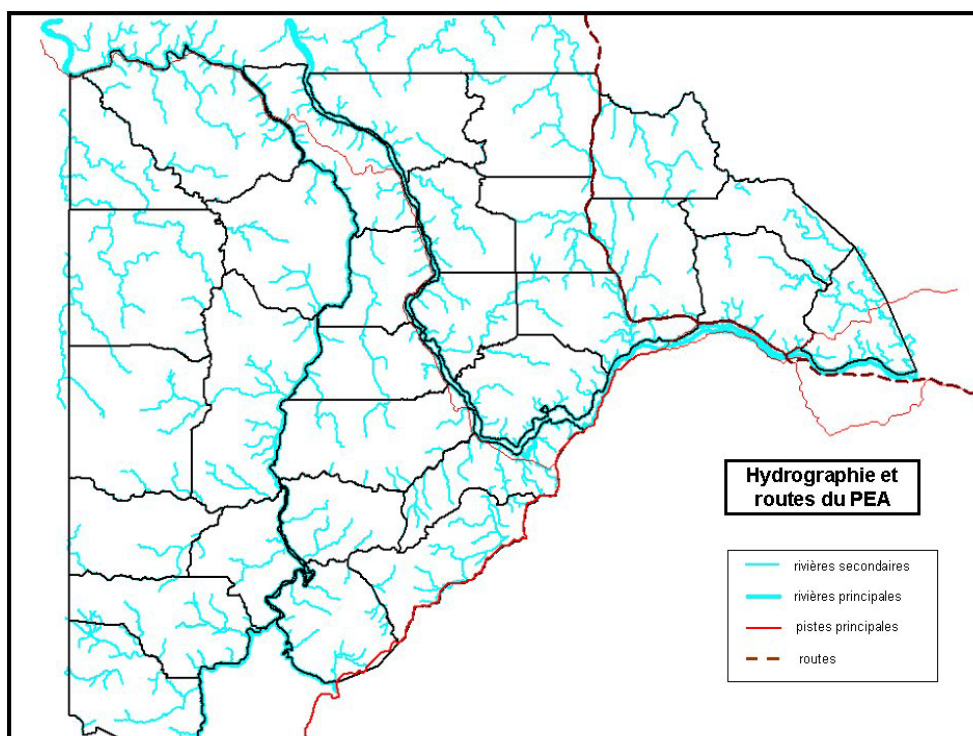 Hydrographie et
routes du PEA
rivières secondaires
rivières principales
pistes principales
routes